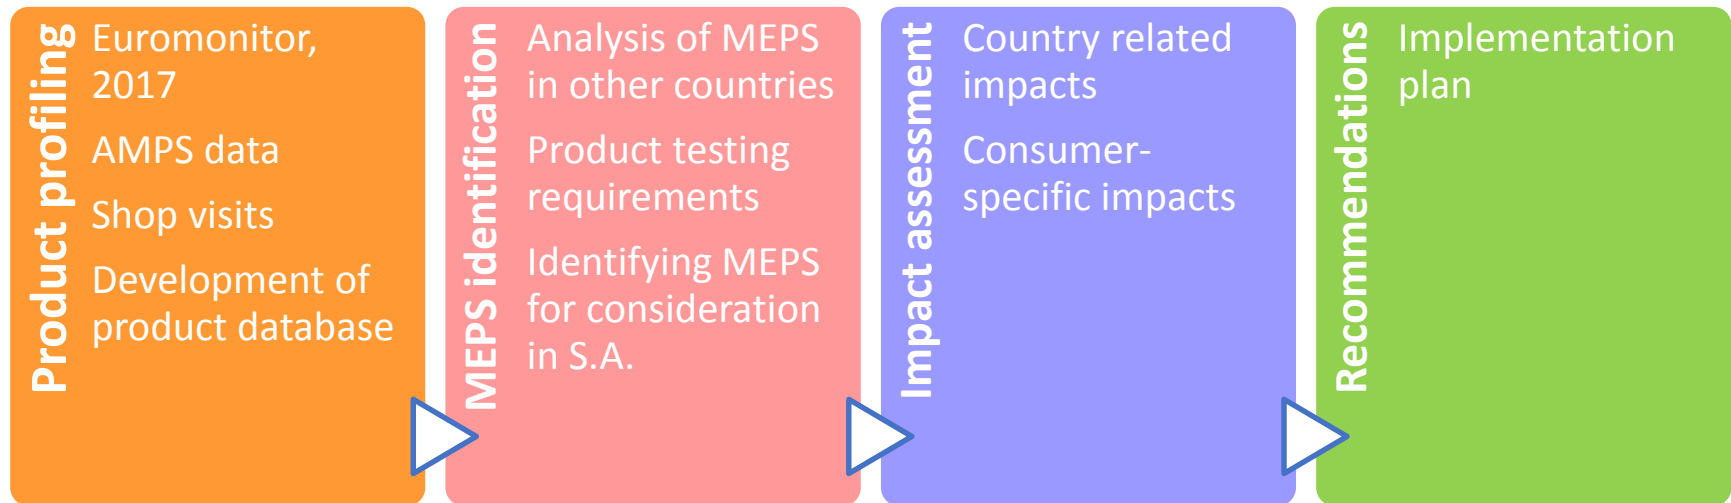 Product profiling
Euromonitor,
2017
AMPS data
Shop visits
Development of
product database
MEPS identification
Analysis of MEPS
in other countries
Product testing
requirements
Identifying MEPS
for consideration
in S.A.
Impact assessment
Country related
impacts
Consumer-
specific impacts
Recommendations
Implementation
plan